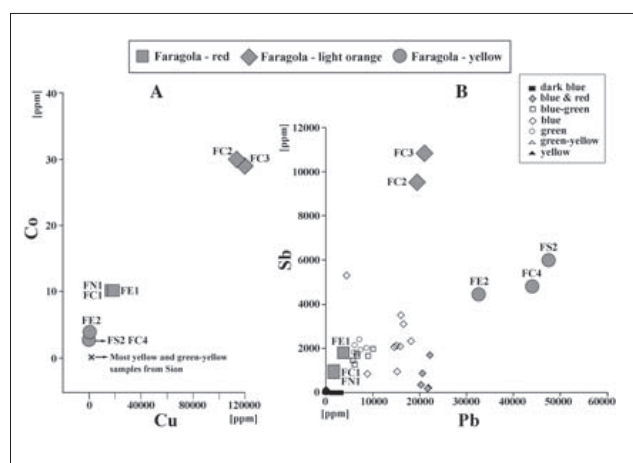 Faragola - red Faragola - light orange Faragola - yellow
A
B
[ppm]
40
30
20
10
0
Co
FC2
FC3
FN1
FC1
FE1
FE2
FS2 FC4
Most yellow and green-yellow
samples from Sion
0 40000 80000 120000
Cu
[ppm]
dark blue
blue & red
blue-green
blue
green
green-yellow
yellow
[ppm]
12000
10000
8000
6000
4000
2000
0
Sb
FC3
FC2
FS2
FE2
FC4
FE1
FC1
FN1
0 10000 20000 30000 40000 50000 60000
[ppm]
Pb